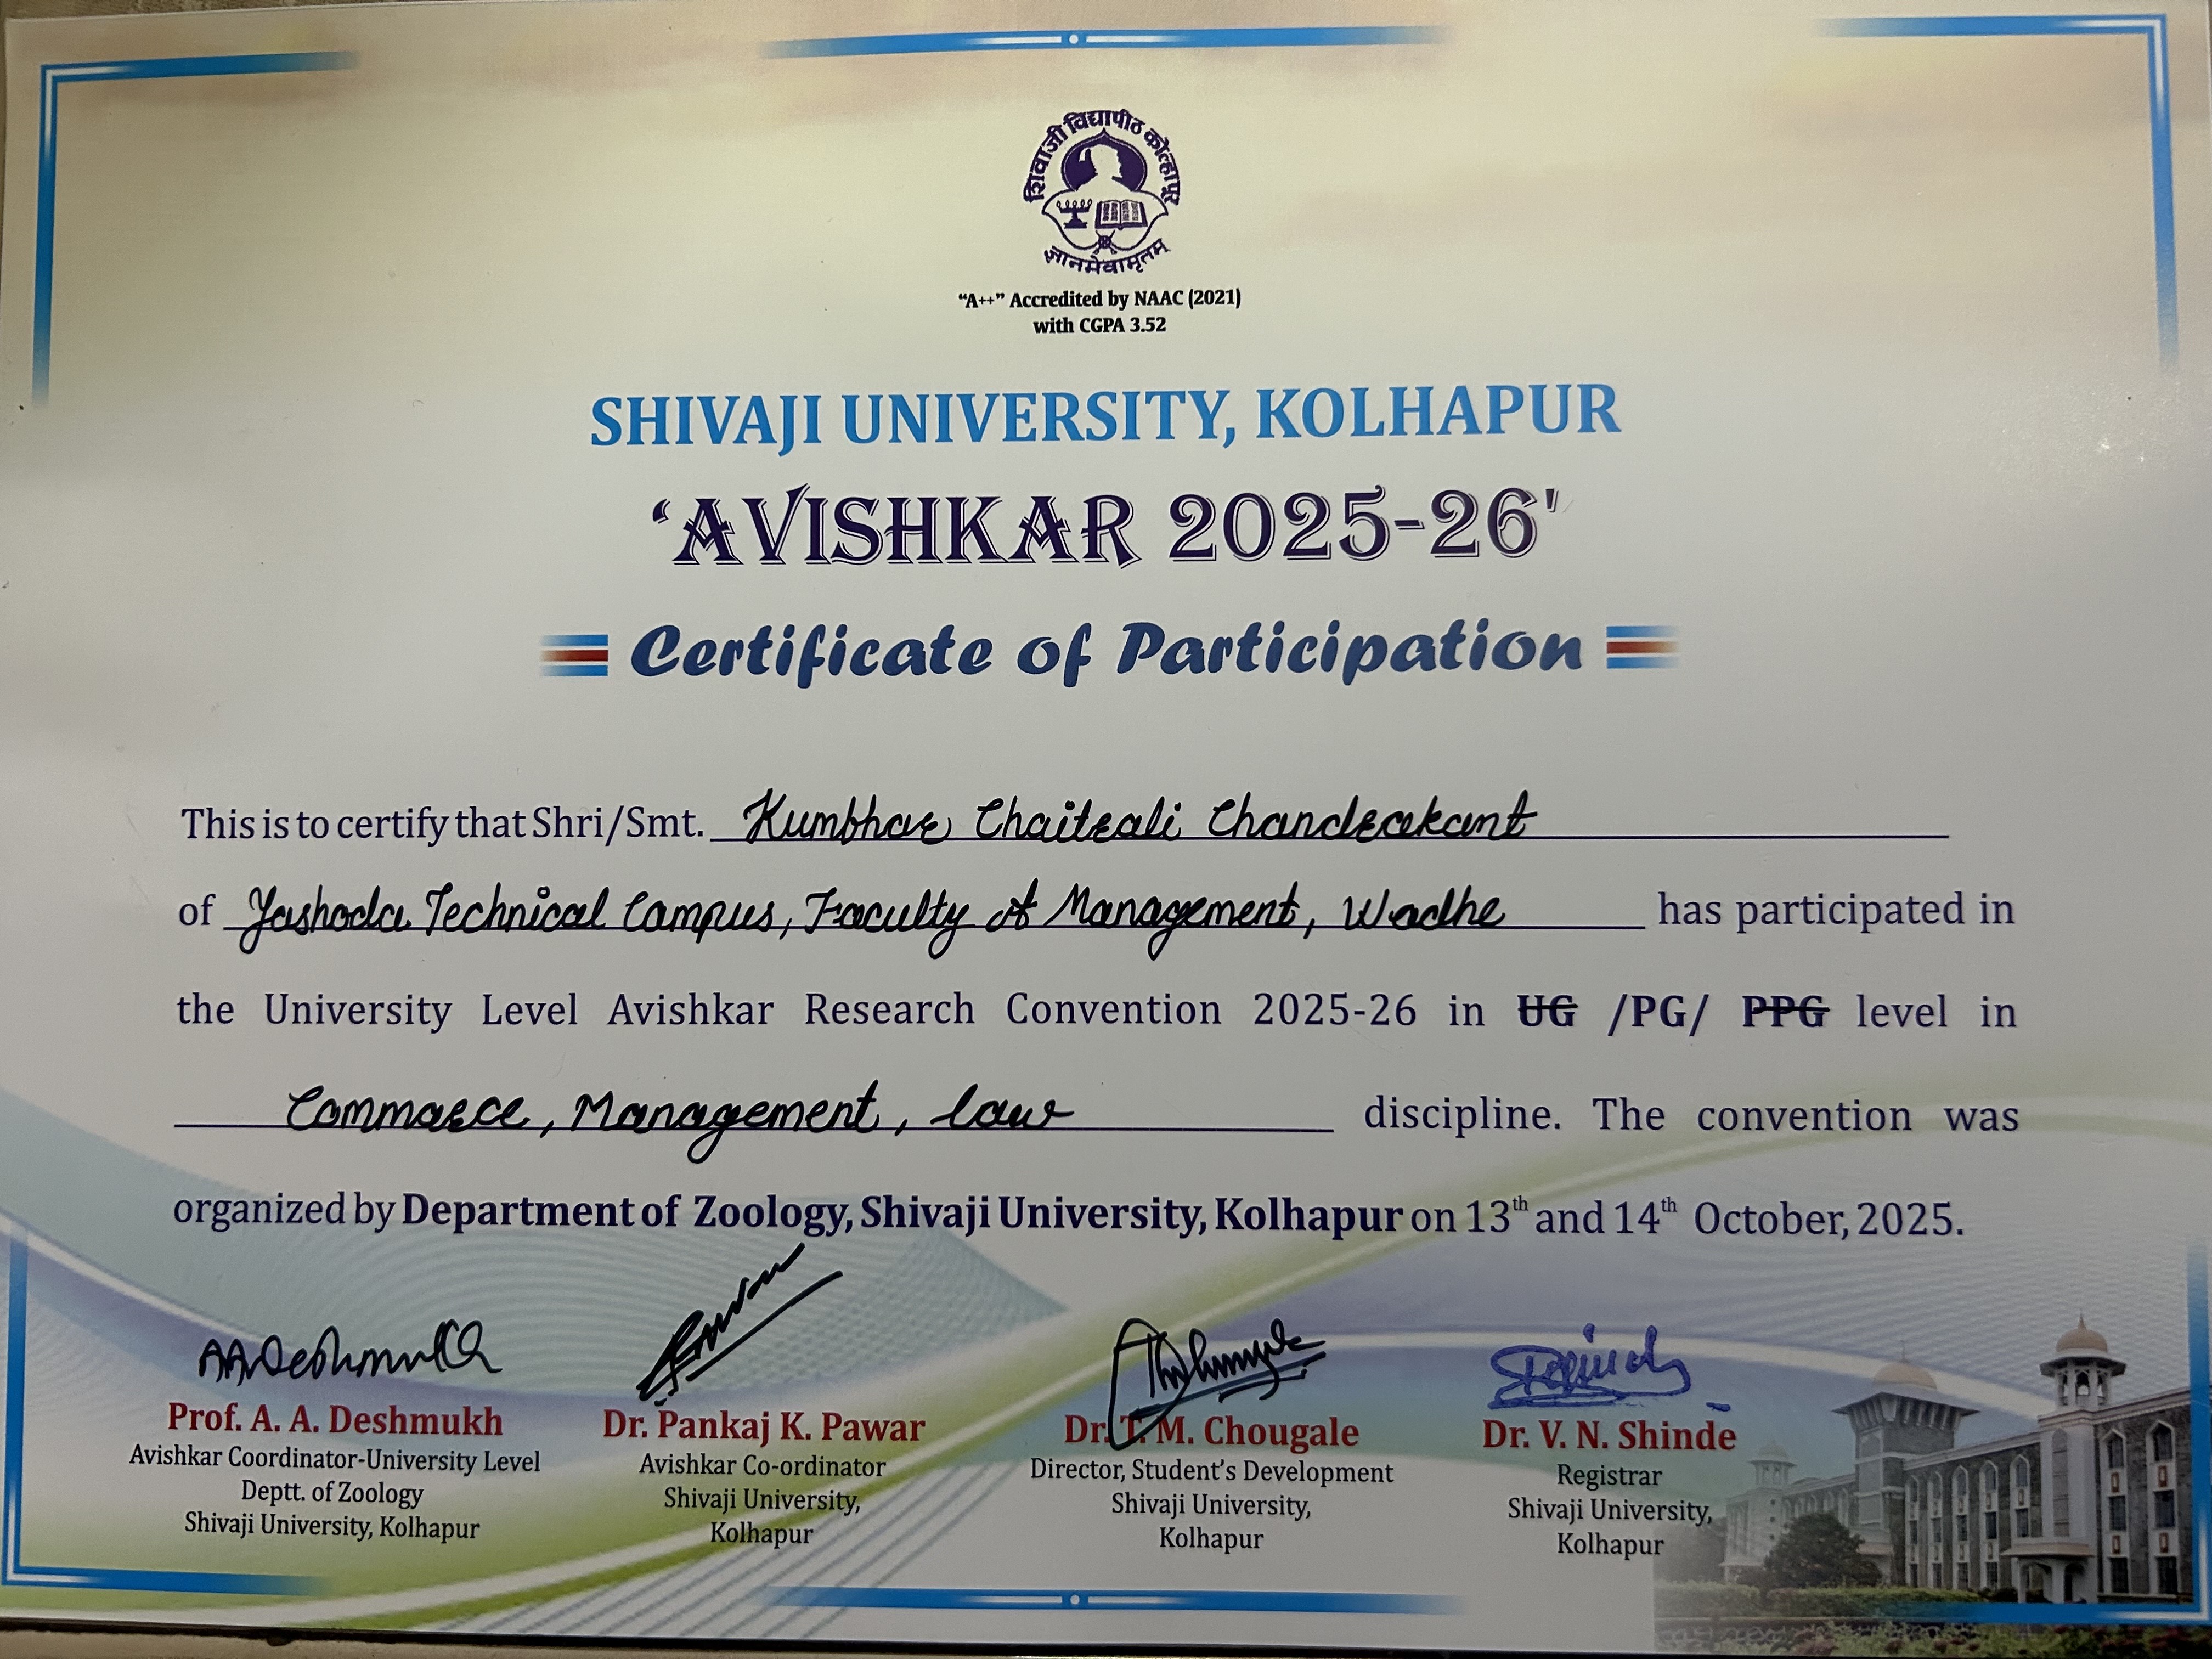 शिवाजी विद्यापीठ कोल्हापूर
ज्ञानमेवामृतम
“A++” Accredited by NAAC (2021)
with CGPA 3.52
SHIVAJI UNIVERSITY, KOLHAPUR
‘AVISHKAR 2025-26'
Certificate of Participation
This is to certify that Shri/Smt. Kumbhar Chaitrali Chandrakant
of Yashoda Technical Campus, Faculty of Management, Wadhe has participated in
the University Level Avishkar Research Convention 2025-26 in UG /PG/ PPG level in
Commarce, Management, law discipline. The convention was
organized by Department of Zoology, Shivaji University, Kolhapur on 13th and 14th October, 2025.
AADeshmukh
Prof. A. A. Deshmukh
Avishkar Coordinator-University Level
Deptt. of Zoology
Shivaji University, Kolhapur
Dr. Pankaj K. Pawar
Avishkar Co-ordinator
Shivaji University,
Kolhapur
Dr. T. M. Chougale
Director, Student’s Development
Shivaji University,
Kolhapur
Dr. V. N. Shinde
Registrar
Shivaji University,
Kolhapur